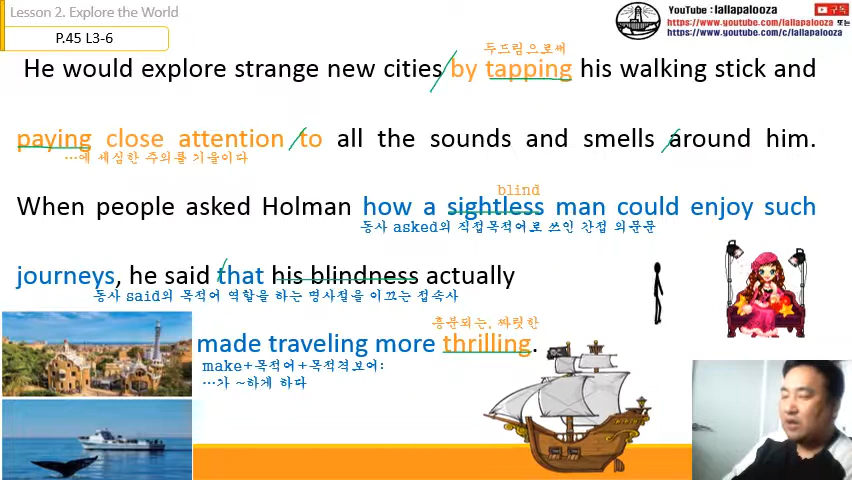 Lesson 2. Explore the World
P.45 L3-6
YouTube : lallapalooza
구독
https://www.youtube.com/lallapalooza 또는
https://www.youtube.com/c/lallapalooza
두드림으로써
He would explore strange new cities by tapping his walking stick and
paying close attention to all the sounds and smells around him.
…에 세심한 주의를 기울이다
blind
When people asked Holman how a sightless man could enjoy such
동사 asked의 직접목적어로 쓰인 간접 의문문
journeys, he said that his blindness actually
동사 said의 목적어 역할을 하는 명사절을 이끄는 접속사
흥분되는, 짜릿한
made traveling more thrilling.
make+목적어+목적격보어:
…가 ~하게 하다